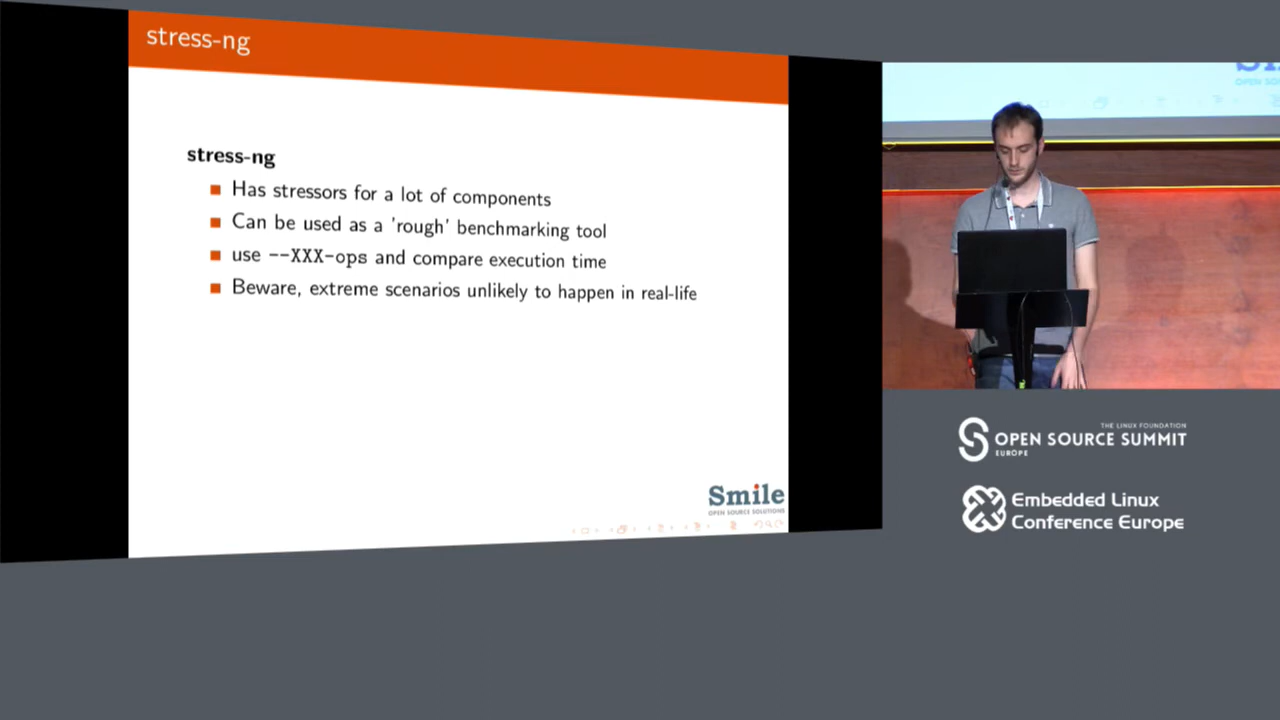 stress-ng
stress-ng
Has stressors for a lot of components
Can be used as a 'rough' benchmarking tool
use --XXX-ops and compare execution time
Beware, extreme scenarios unlikely to happen in real-life
Smile
OPEN SOURCE SOLUTIONS
THE LINUX FOUNDATION
OPEN SOURCE SUMMIT
EUROPE
Embedded Linux
Conference Europe